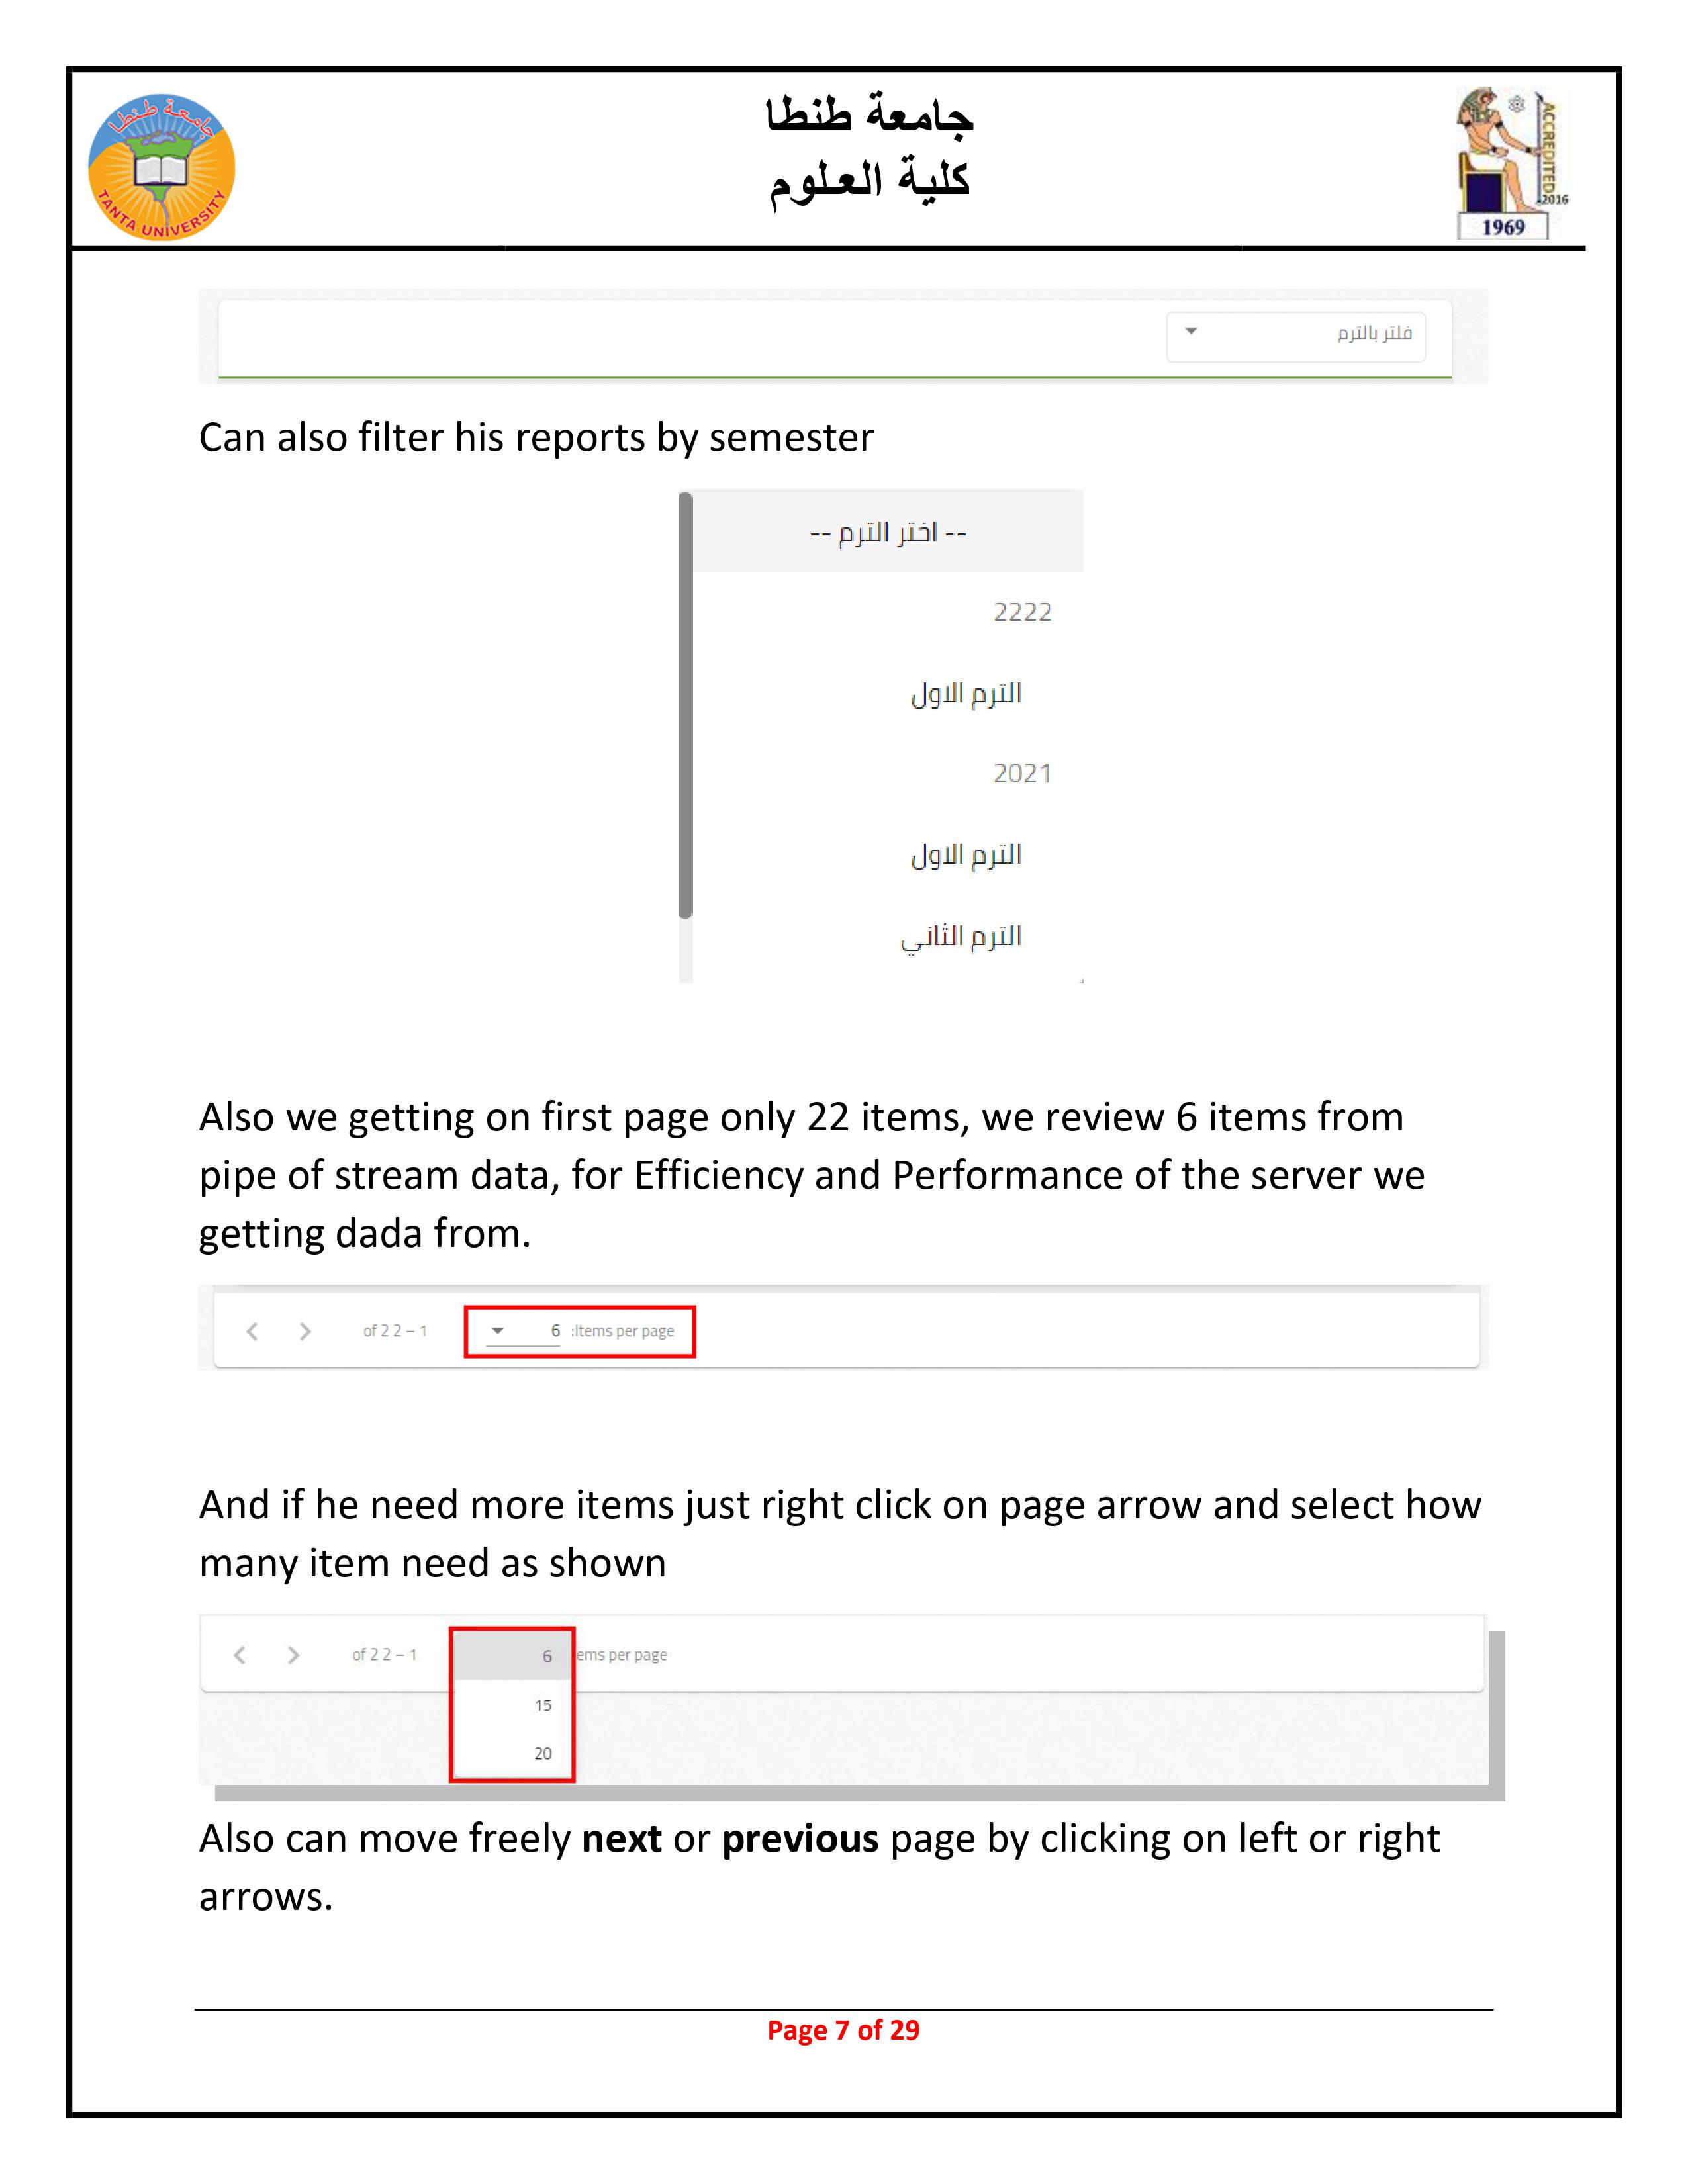 جامعة طنطا
كلية العلوم
جامعة طنطا
TANTA UNIVERSITY
ACCREDITED
2016
1969
فلتر بالترم
Can also filter his reports by semester
-- اختر الترم --
2222
الترم الاول
2021
الترم الاول
الترم الثاني
Also we getting on first page only 22 items, we review 6 items from
pipe of stream data, for Efficiency and Performance of the server we
getting dada from.
of 2 2 – 1 6 :Items per page
And if he need more items just right click on page arrow and select how
many item need as shown
of 2 2 – 1 6 ems per page
15
20
Also can move freely next or previous page by clicking on left or right
arrows.
Page 7 of 29